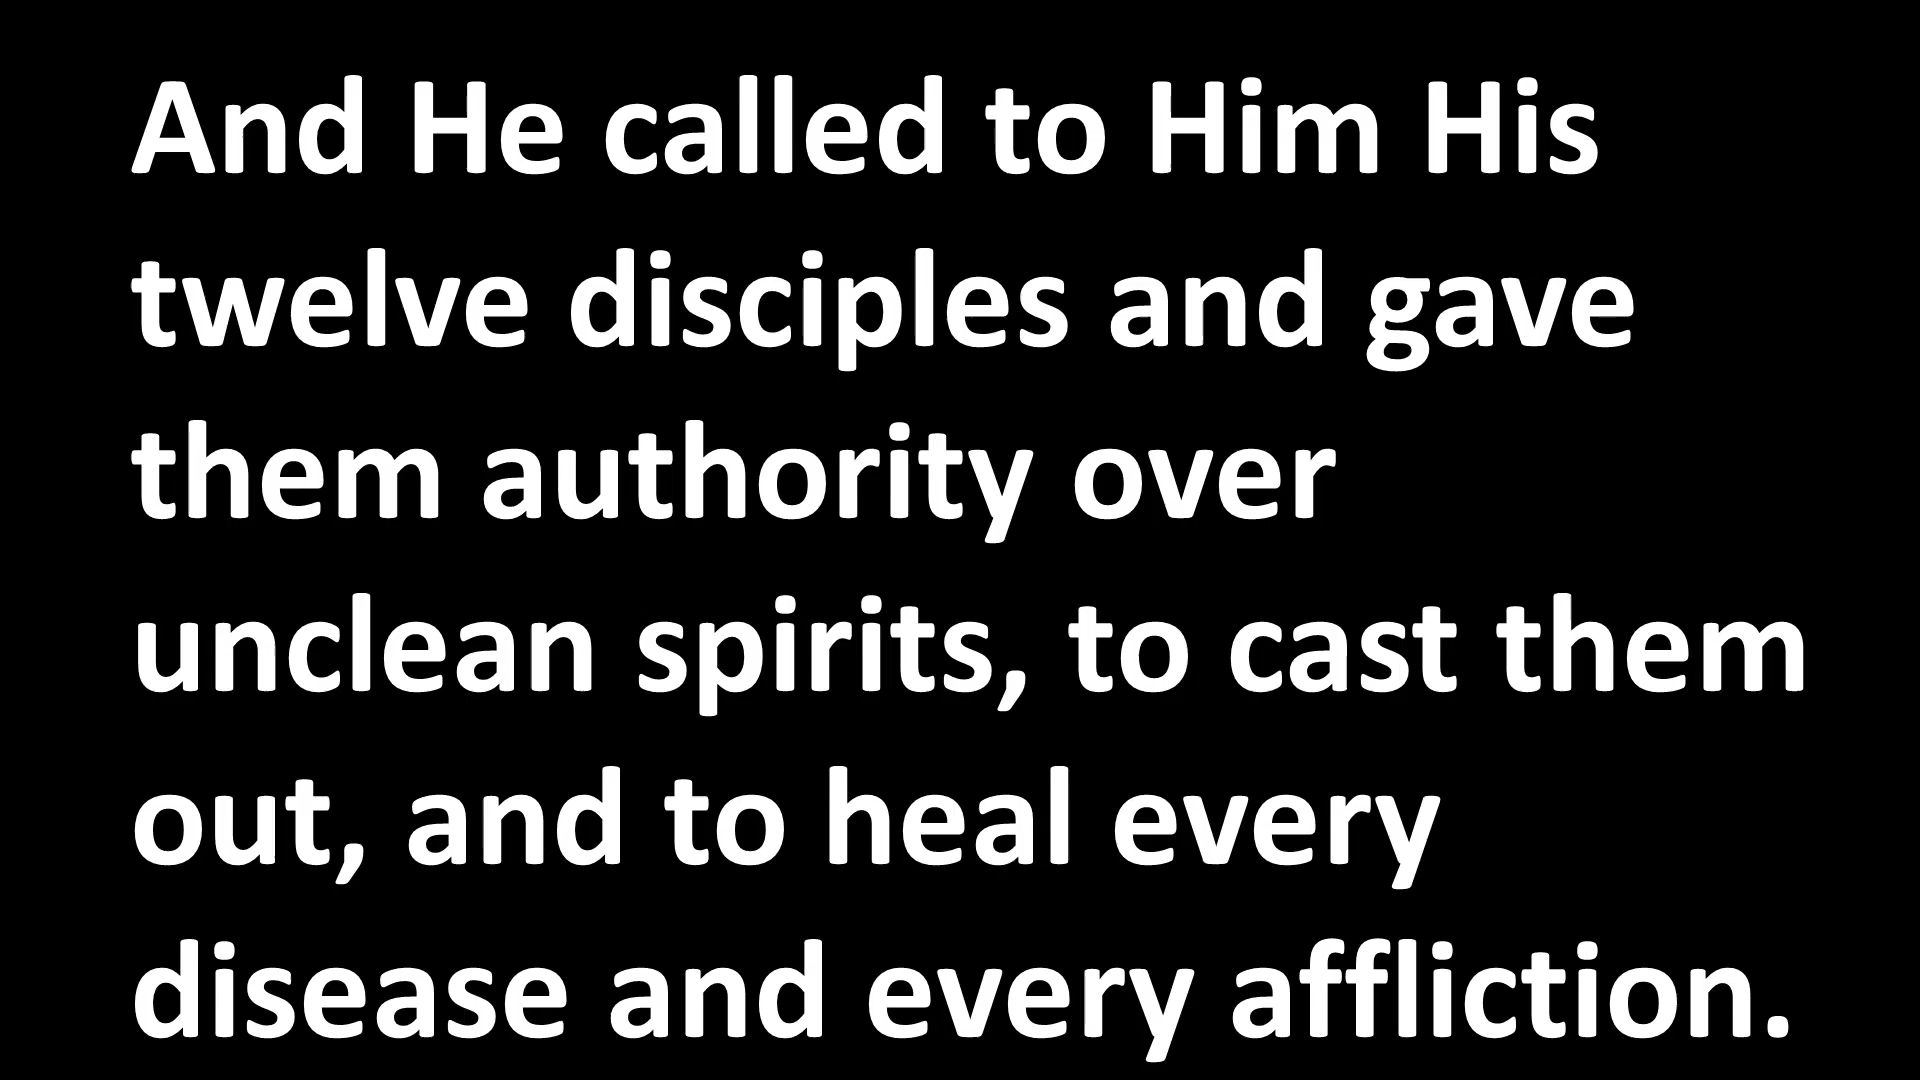 And He called to Him His
twelve disciples and gave
them authority over
unclean spirits, to cast them
out, and to heal every
disease and every affliction.